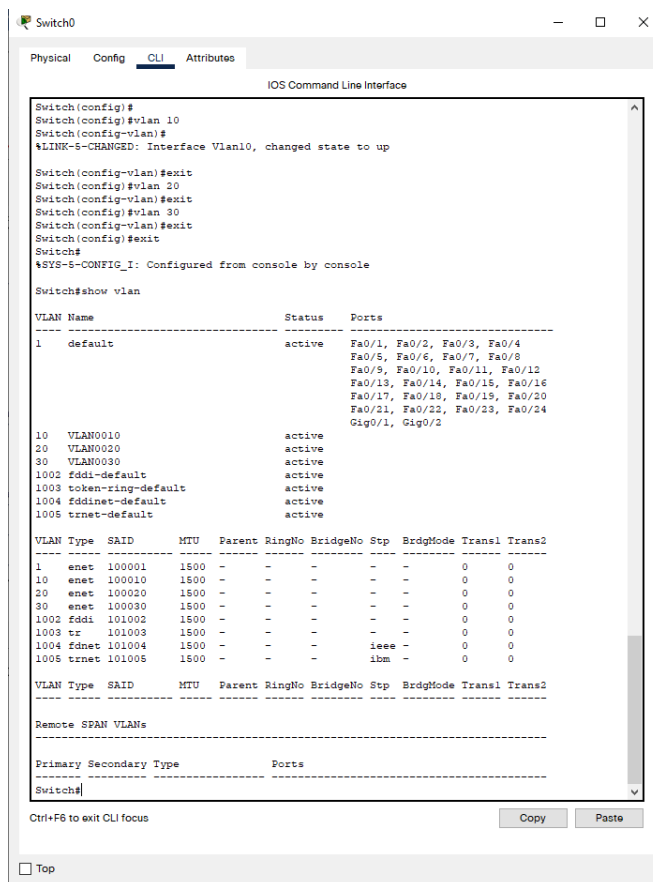 Switch0
Physical Config CLI Attributes
IOS Command Line Interface
Switch(config)#
Switch(config)#vlan 10
Switch(config-vlan)#
%LINK-5-CHANGED: Interface Vlan10, changed state to up
Switch(config-vlan)#exit
Switch(config)#vlan 20
Switch(config-vlan)#exit
Switch(config)#vlan 30
Switch(config-vlan)#exit
Switch(config)#exit
Switch#
%SYS-5-CONFIG_I: Configured from console by console
Switch#show vlan
VLAN Name Status Ports
---- -------------------------------- --------- -------------------------------
1 default active Fa0/1, Fa0/2, Fa0/3, Fa0/4
Fa0/5, Fa0/6, Fa0/7, Fa0/8
Fa0/9, Fa0/10, Fa0/11, Fa0/12
Fa0/13, Fa0/14, Fa0/15, Fa0/16
Fa0/17, Fa0/18, Fa0/19, Fa0/20
Fa0/21, Fa0/22, Fa0/23, Fa0/24
Gig0/1, Gig0/2
10 VLAN0010 active
20 VLAN0020 active
30 VLAN0030 active
1002 fddi-default active
1003 token-ring-default active
1004 fddinet-default active
1005 trnet-default active
VLAN Type SAID MTU Parent RingNo BridgeNo Stp BrdgMode Trans1 Trans2
---- ----- ---------- ----- ------ ------ -------- ---- -------- ------ ------
1 enet 100001 1500 - - - - - 0 0
10 enet 100010 1500 - - - - - 0 0
20 enet 100020 1500 - - - - - 0 0
30 enet 100030 1500 - - - - - 0 0
1002 fddi 101002 1500 - - - - - 0 0
1003 tr 101003 1500 - - - - - 0 0
1004 fdnet 101004 1500 - - - ieee - 0 0
1005 trnet 101005 1500 - - - ibm - 0 0
VLAN Type SAID MTU Parent RingNo BridgeNo Stp BrdgMode Trans1 Trans2
---- ----- ---------- ----- ------ ------ -------- ---- -------- ------ ------
Remote SPAN VLANs
------------------------------------------------------------------------------
Primary Secondary Type Ports
------- --------- ----------------- ------------------------------------------
Switch#
Ctrl+F6 to exit CLI focus Copy Paste
Top